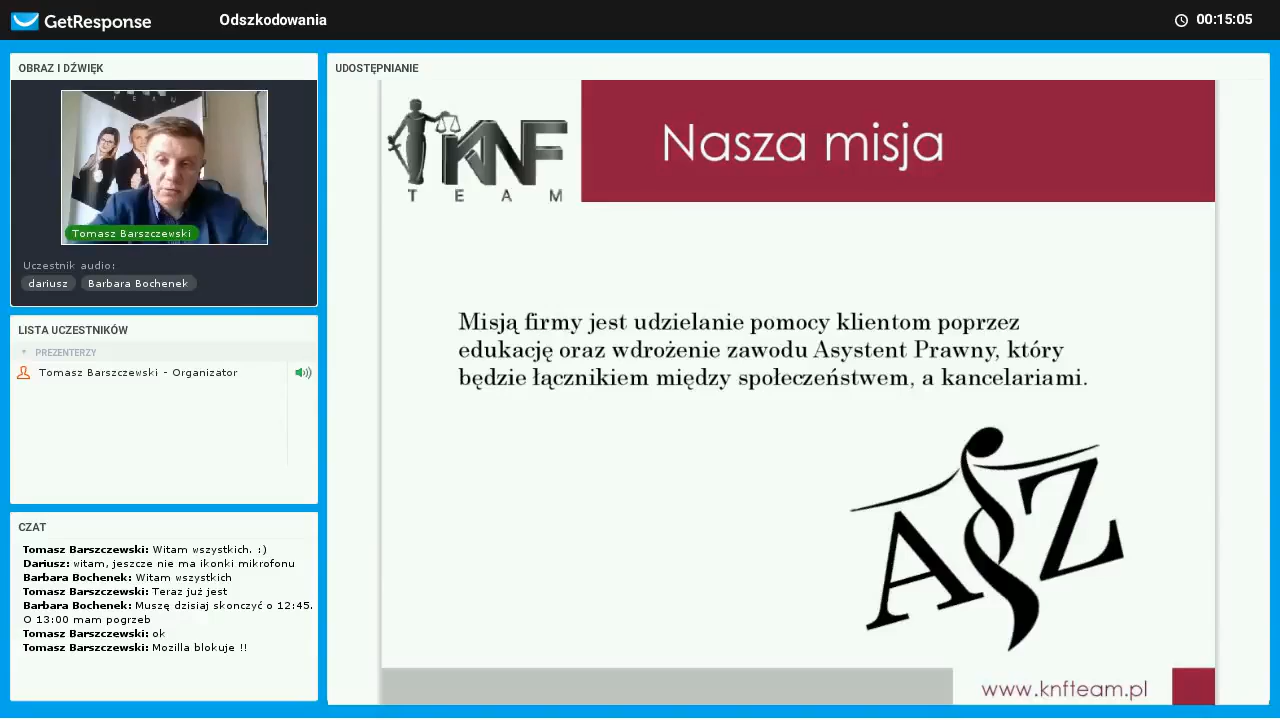 GetResponse
Odszkodowania
00:15:05
OBRAZ I DŹWIĘK
TEAM
Tomasz Barszczewski
Uczestnik audio:
dariusz
Barbara Bochenek
LISTA UCZESTNIKÓW
PREZENTERZY
Tomasz Barszczewski - Organizator
CZAT
Tomasz Barszczewski: Witam wszystkich. :)
Dariusz: witam, jeszcze nie ma ikonki mikrofonu
Barbara Bochenek: Witam wszystkich
Tomasz Barszczewski: Teraz już jest
Barbara Bochenek: Muszę dzisiaj skonczyć o 12:45.
O 13:00 mam pogrzeb
Tomasz Barszczewski: ok
Tomasz Barszczewski: Mozilla blokuje !!
UDOSTĘPNIANIE
KNF
TEAM
Nasza misja
Misją firmy jest udzielanie pomocy klientom poprzez
edukację oraz wdrożenie zawodu Asystent Prawny, który
będzie łącznikiem między społeczeństwem, a kancelariami.
ASZ
www.knfteam.pl